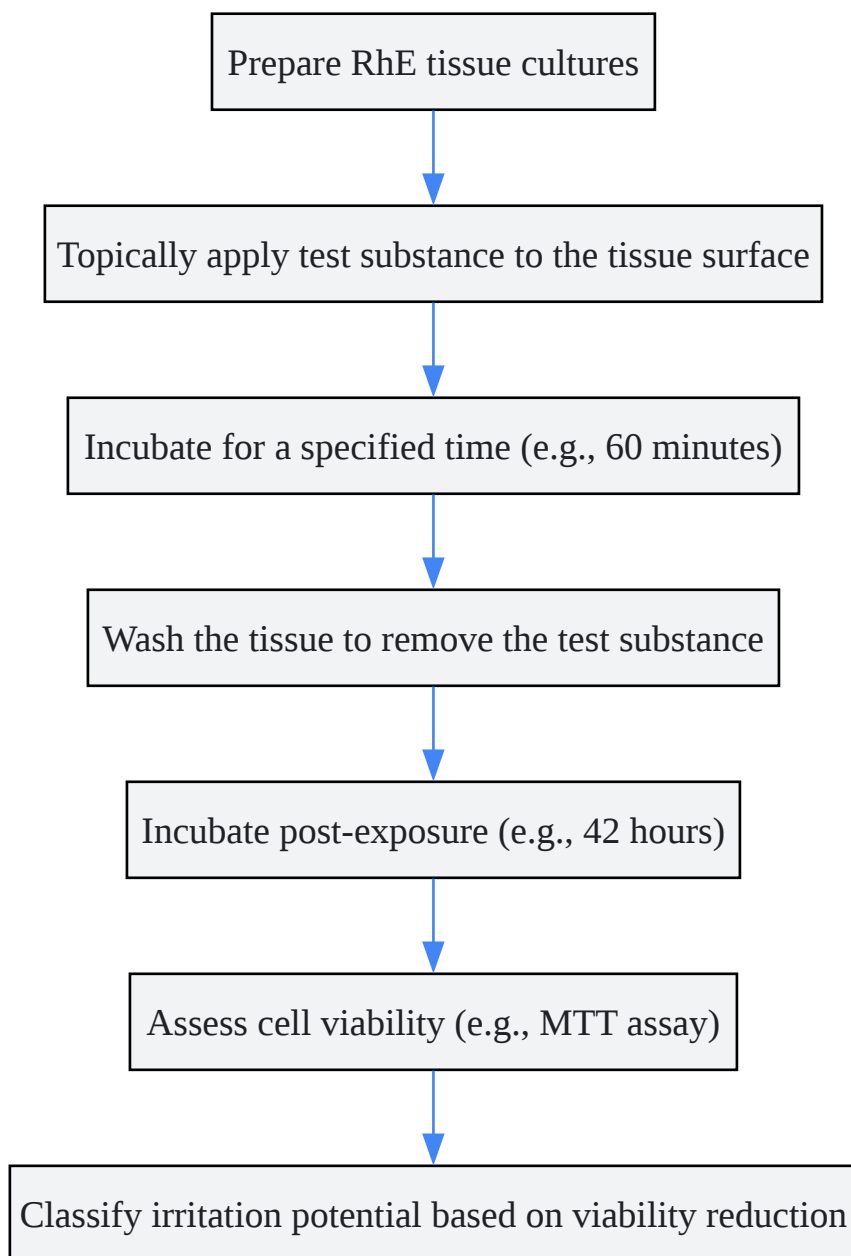 Prepare RhE tissue cultures
Topically apply test substance to the tissue surface
Incubate for a specified time (e.g., 60 minutes)
Wash the tissue to remove the test substance
Incubate post-exposure (e.g., 42 hours)
Assess cell viability (e.g., MTT assay)
Classify irritation potential based on viability reduction